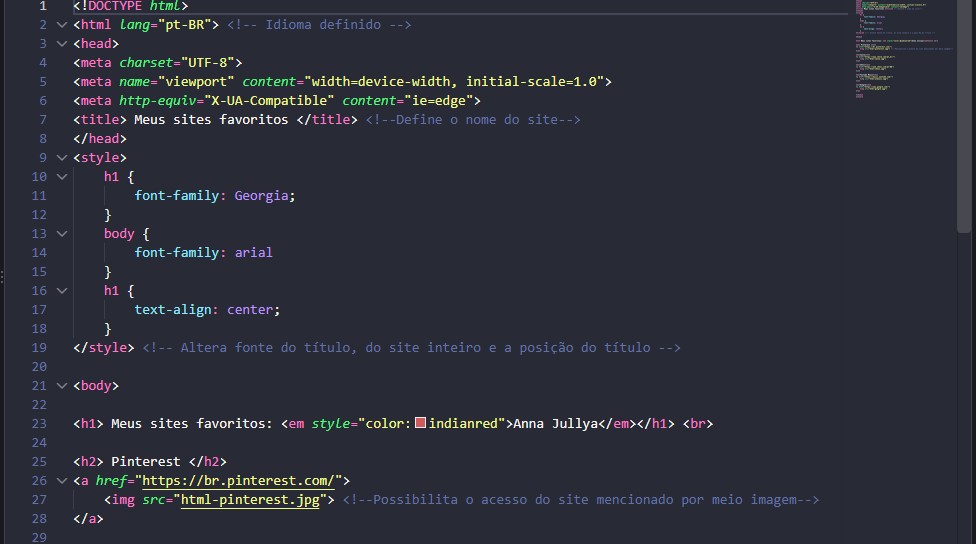 1 <!DOCTYPE html>
2 <html lang="pt-BR"> <!-- Idioma definido -->
3 <head>
4 <meta charset="UTF-8">
5 <meta name="viewport" content="width=device-width, initial-scale=1.0">
6 <meta http-equiv="X-UA-Compatible" content="ie=edge">
7 <title> Meus sites favoritos </title> <!--Define o nome do site-->
8 </head>
9 <style>
10     h1 {
11         font-family: Georgia;
12     }
13     body {
14         font-family: arial
15     }
16     h1 {
17         text-align: center;
18     }
19 </style> <!-- Altera fonte do título, do site inteiro e a posição do título -->
20
21 <body>
22
23 <h1> Meus sites favoritos: <em style="color:indianred">Anna Jullya</em></h1> <br>
24
25 <h2> Pinterest </h2>
26 <a href="https://br.pinterest.com/">
27     <img src="html-pinterest.jpg"> <!--Possibilita o acesso do site mencionado por meio imagem-->
28 </a>
29